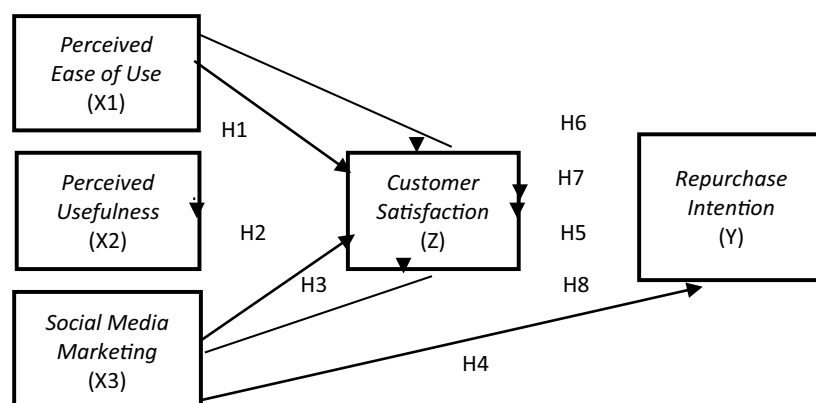 Perceived
Ease of Use
(X1)
H1
H6
Perceived
Usefulness
(X2)
H2
Customer
Satisfaction
(Z)
H7
H5
Repurchase
Intention
(Y)
H3
H8
Social Media
Marketing
(X3)
H4